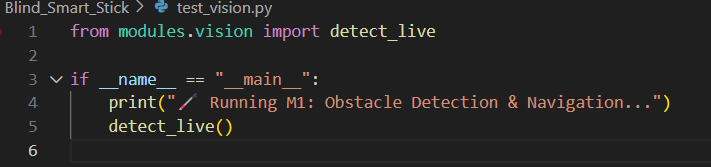 Blind_Smart_Stick > test_vision.py
1 from modules.vision import detect_live
2
3 if __name__ == "__main__":
4 print("🦯 Running M1: Obstacle Detection & Navigation...")
5 detect_live()
6